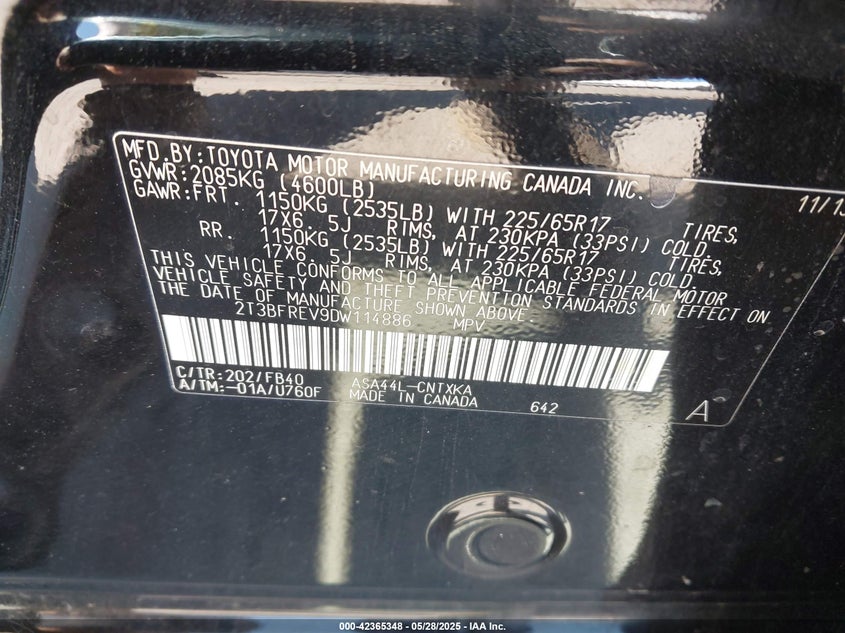 MFD.BY:TOYOTA MOTOR MANUFACTURING CANADA INC. 11/13
GVWR:2085KG (4600LB)
GAWR:FRT. 1150KG (2535LB) WITH 225/65R17 TIRES,
17X6. 5J RIMS, AT 230KPA (33PSI) COLD,
RR. 1150KG (2535LB) WITH 225/65R17 TIRES,
17X6. 5J RIMS, AT 230KPA (33PSI) COLD.
THIS VEHICLE CONFORMS TO ALL APPLICABLE FEDERAL MOTOR
VEHICLE SAFETY AND THEFT PREVENTION STANDARDS IN EFFECT ON
THE DATE OF MANUFACTURE SHOWN ABOVE.
2T3BFREV9DW114886 MPV
C/TR:202/FB40 ASA44L-CNTXKA
A/TM:-01A/U760F MADE IN CANADA 642 A
000-42365348 - 05/28/2025 - IAA Inc.